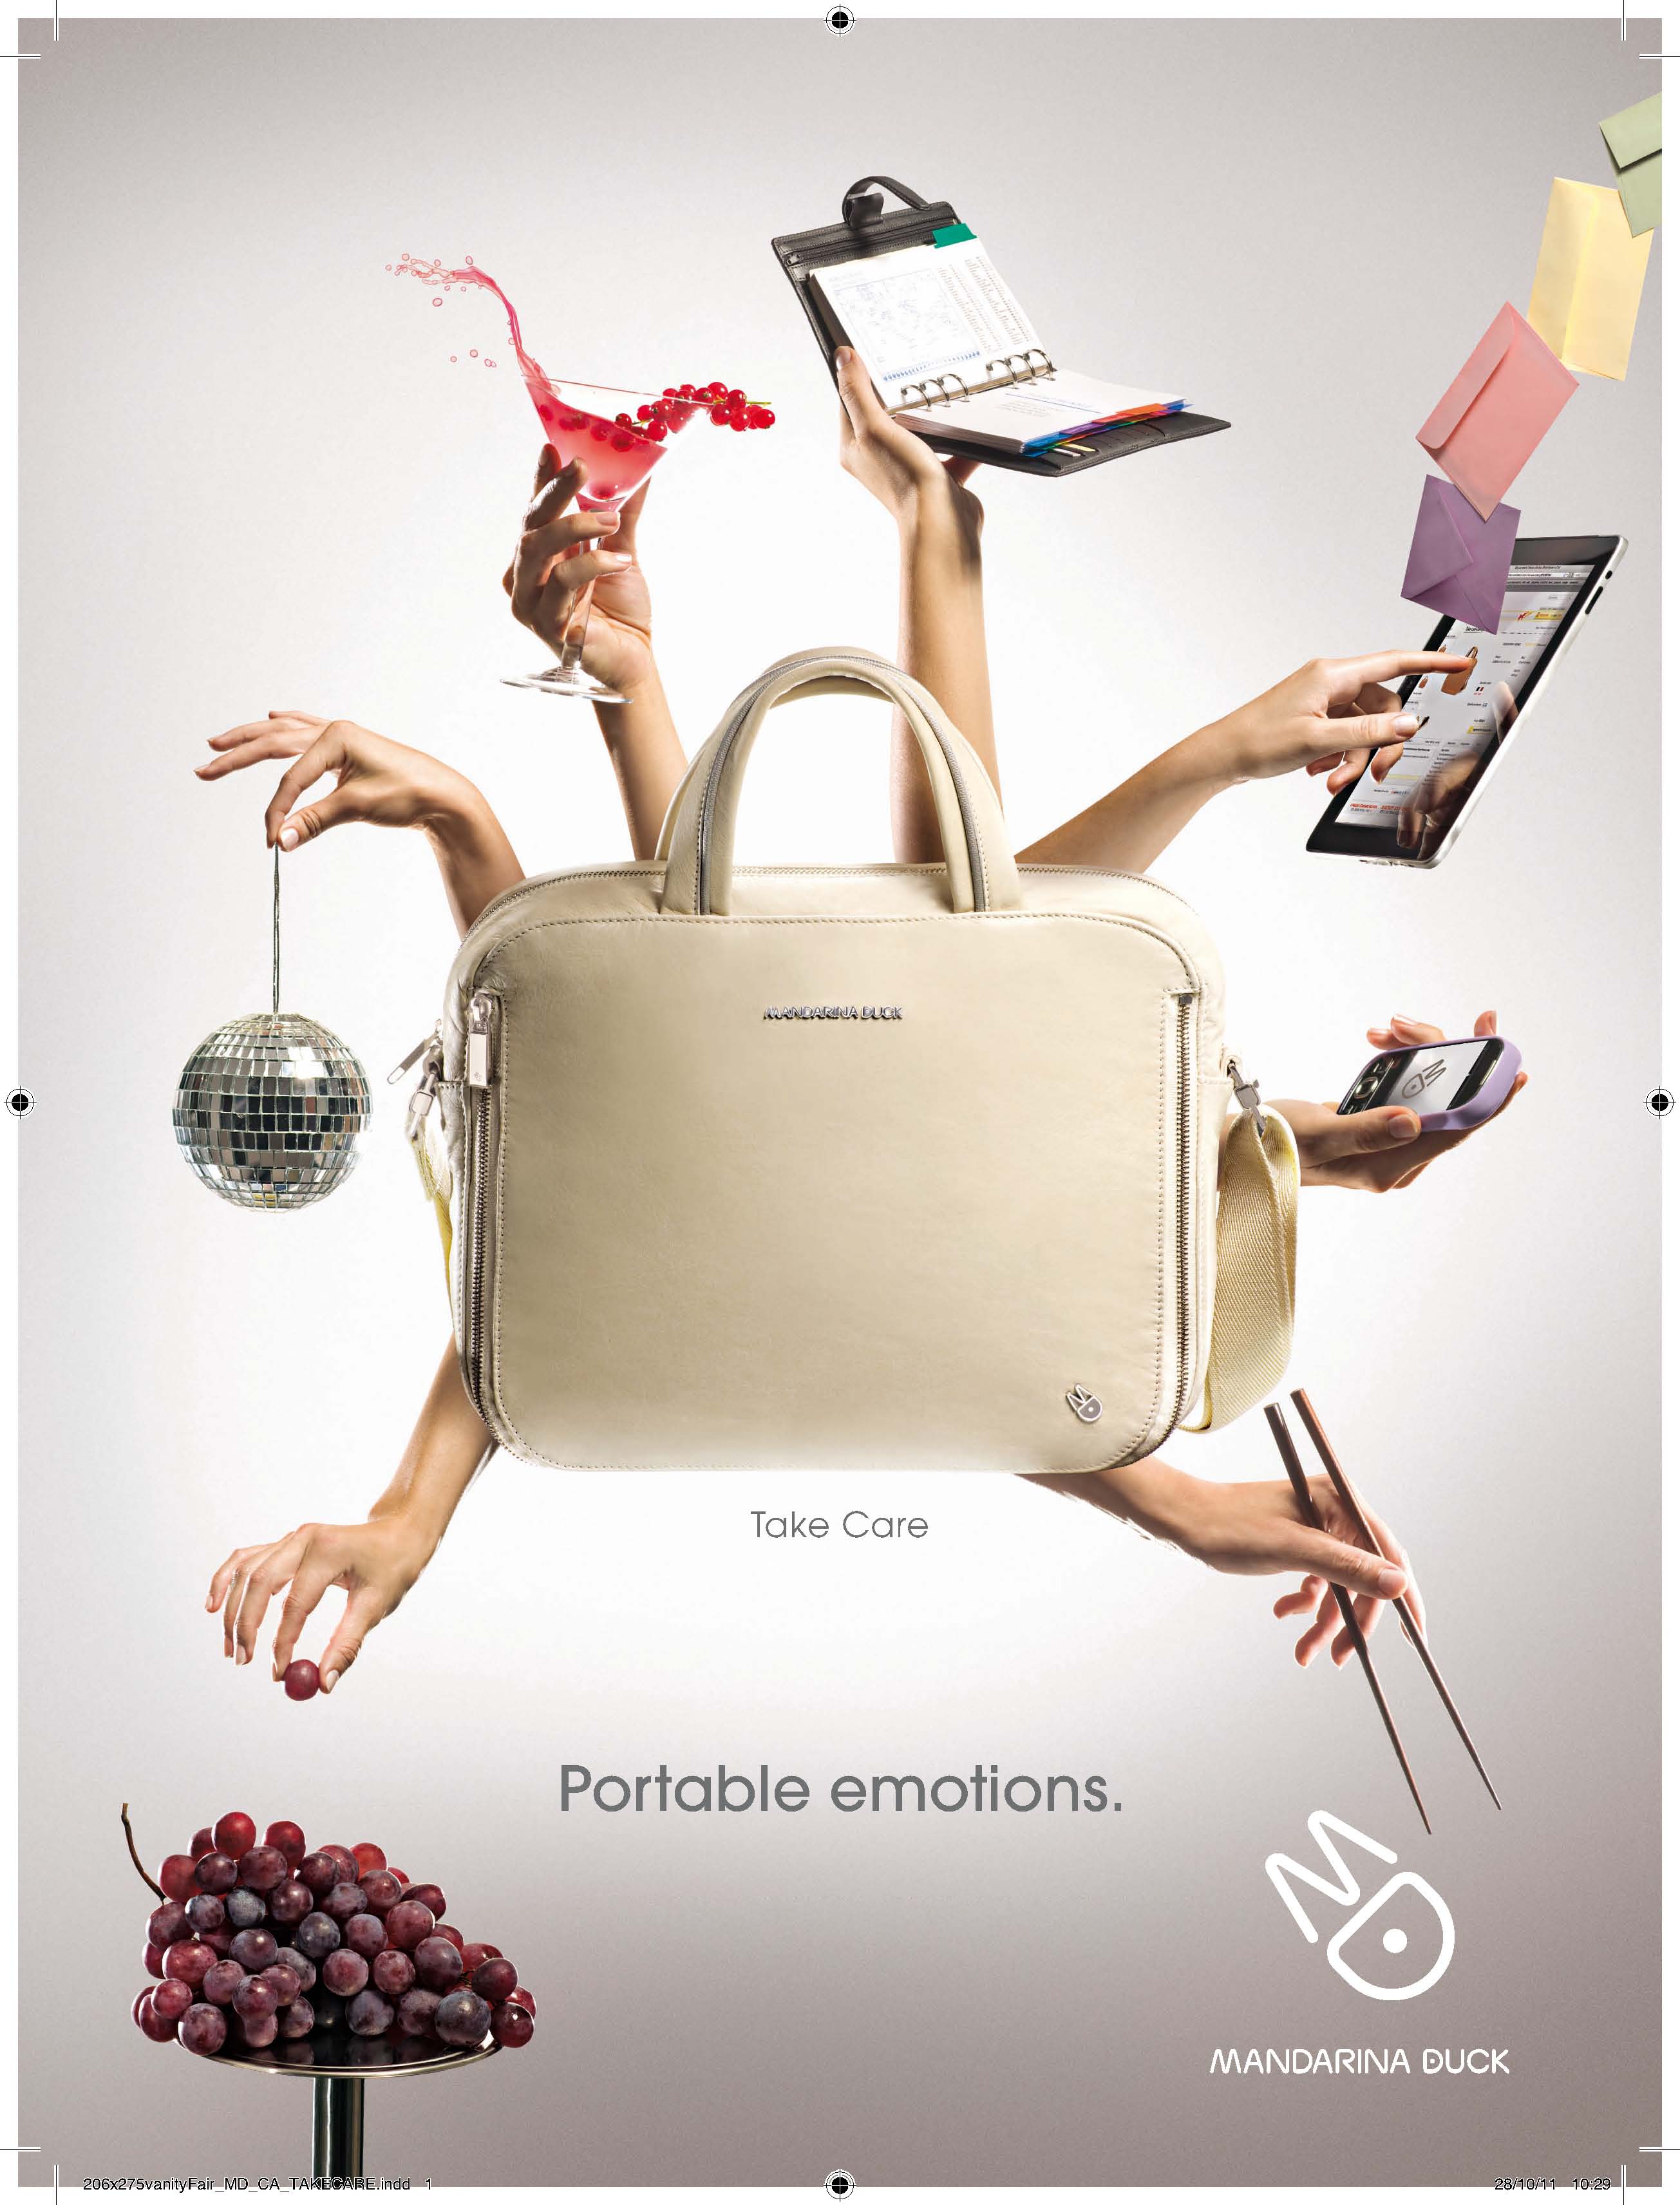 MANDARINA DUCK
Take Care
Portable emotions.
MANDARINA DUCK
206x275vanityFair_MD_CA_TAKECARE.indd 1
28/10/11 10:29